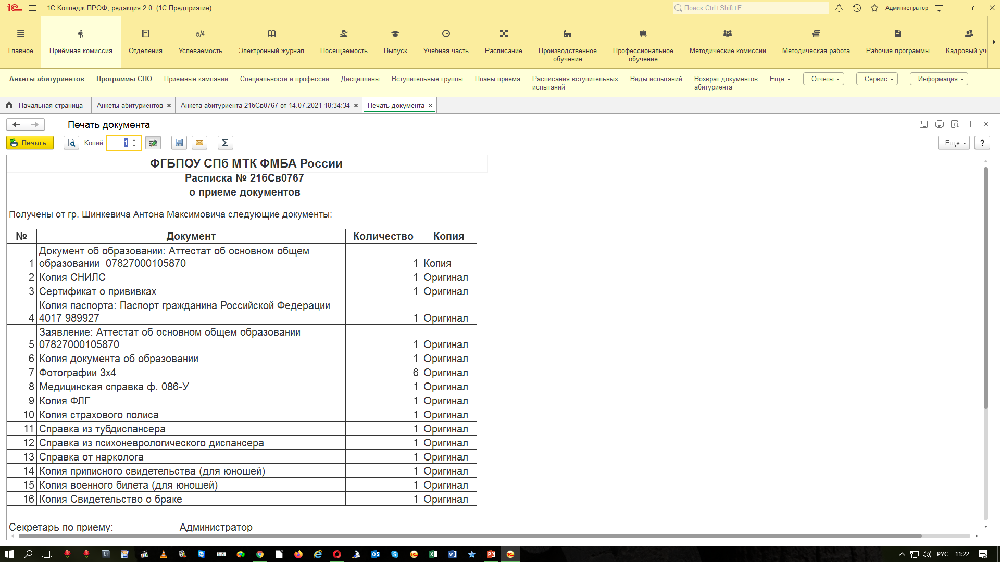 1С Колледж ПРОФ, редакция 2.0 (1С:Предприятие)
Поиск Ctrl+Shift+F
Администратор
Главное
Приёмная комиссия
Отделения
5/4
Успеваемость
Электронный журнал
Посещаемость
Выпуск
Учебная часть
Расписание
Производственное
обучение
Профессиональное
обучение
Методические комиссии
Методическая работа
Рабочие программы
Кадровый уч
Анкеты абитуриентов
Программы СПО
Приемные кампании
Специальности и профессии
Дисциплины
Вступительные группы
Планы приема
Расписания вступительных
испытаний
Виды испытаний
Возврат документов
абитуриента
Еще
Отчеты
Сервис
Информация
Начальная страница
Анкеты абитуриентов
Анкета абитуриента 21бСв0767 от 14.07.2021 18:34:34
Печать документа
Печать документа
Печать
Копий:
1
Σ
Еще
?
ФГБПОУ СПб МТК ФМБА России
Расписка № 21бСв0767
о приеме документов
Получены от гр. Шинкевича Антона Максимовича следующие документы:
№ Документ Количество Копия
Документ об образовании: Аттестат об основном общем
1 образовании 07827000105870 1 Копия
2 Копия СНИЛС 1 Оригинал
3 Сертификат о прививках 1 Оригинал
Копия паспорта: Паспорт гражданина Российской Федерации
4 4017 989927 1 Оригинал
Заявление: Аттестат об основном общем образовании
5 07827000105870 1 Оригинал
6 Копия документа об образовании 1 Оригинал
7 Фотографии 3х4 6 Оригинал
8 Медицинская справка ф. 086-У 1 Оригинал
9 Копия ФЛГ 1 Оригинал
10 Копия страхового полиса 1 Оригинал
11 Справка из тубдиспансера 1 Оригинал
12 Справка из психоневрологического диспансера 1 Оригинал
13 Справка от нарколога 1 Оригинал
14 Копия приписного свидетельства (для юношей) 1 Оригинал
15 Копия военного билета (для юношей) 1 Оригинал
16 Копия Свидетельство о браке 1 Оригинал
Секретарь по приему:___________ Администратор
Lr
РУС
11:22